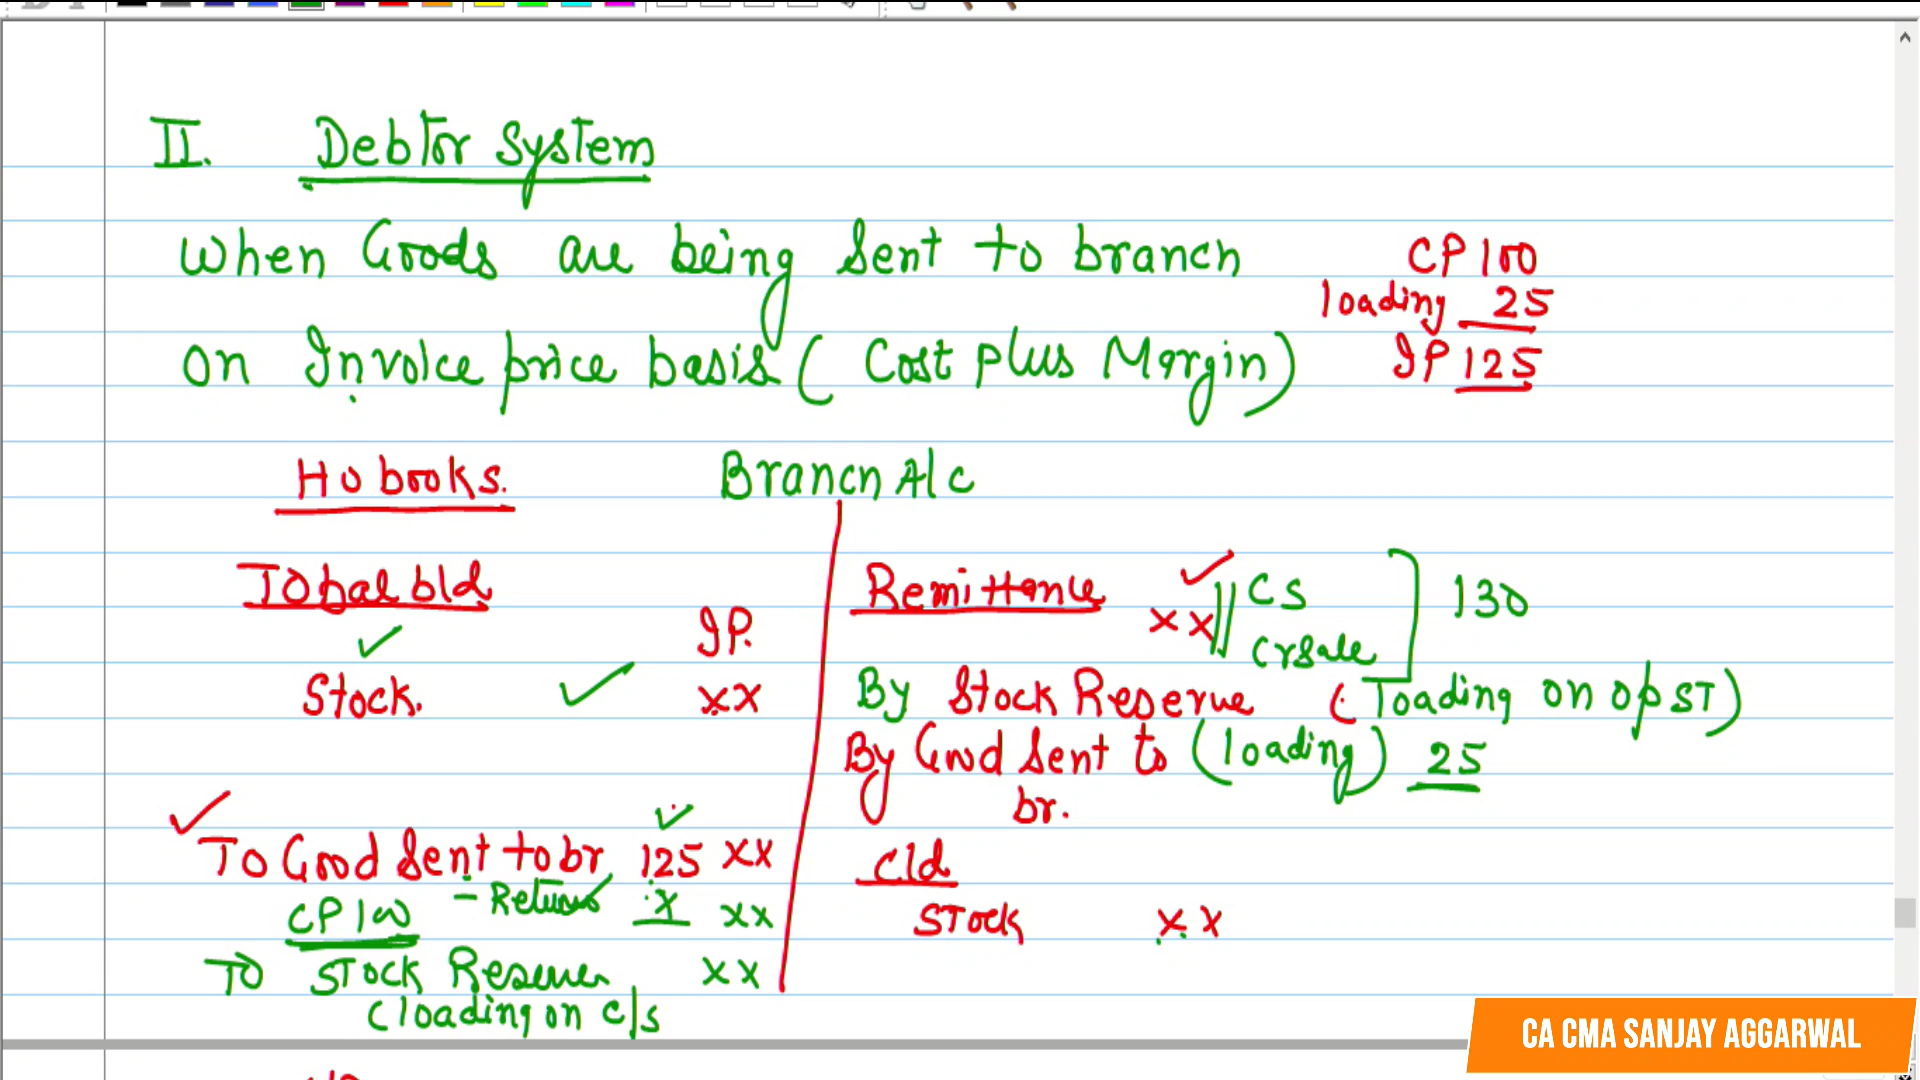 II. Debtor System
When Goods are being Sent to branch
CP 100
loading 25
on Invoice price basis ( Cost plus Margin)
IP 125
Ho books.
Branch A/c
To bal b/d
Remittance xx
CS
Cr Sale
130
IP.
Stock. xx
By Stock Reserve (Loading on op ST)
By Good Sent to (loading) 25
br.
To Good Sent to br 125 xx
c/d
CP 100 - Return x xx
Stock xx
To Stock Reserve xx
(loading on c/s
CA CMA SANJAY AGGARWAL